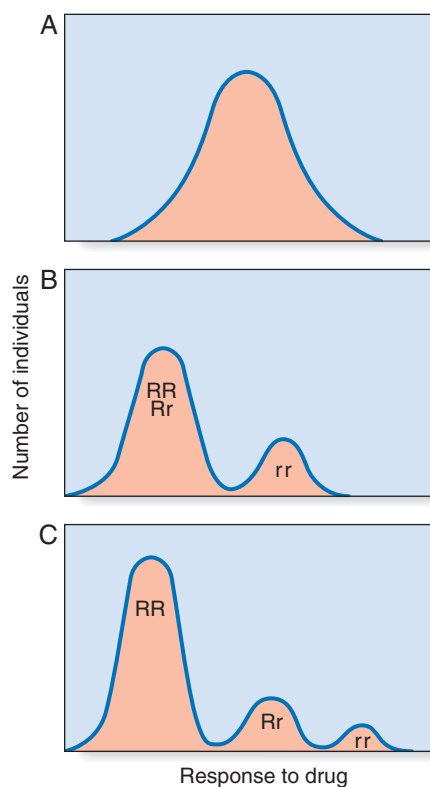 A
B
Number of individuals
RR
Rr
rr
C
RR
Rr
rr
Response to drug